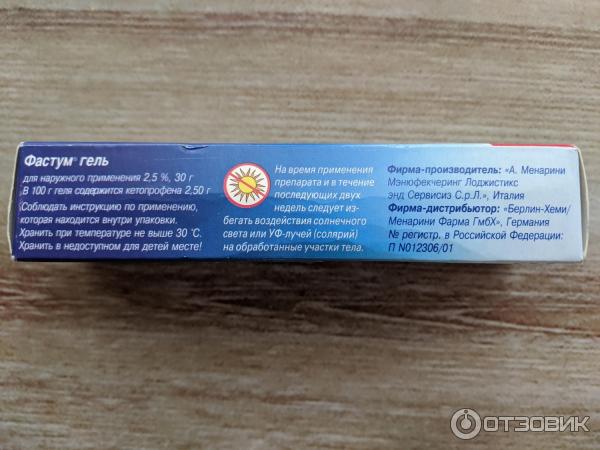 Фастум® гель
для наружного применения 2,5 %, 30 г
В 100 г геля содержится кетопрофена 2,50 г
Соблюдать инструкцию по применению,
которая находится внутри упаковки.
Хранить при температуре не выше 30 °С.
Хранить в недоступном для детей месте!
На время применения
препарата и в течение
последующих двух
недель следует из-
бегать воздействия солнечного
света или УФ-лучей (солярий)
на обработанные участки тела.
Фирма-производитель: «А. Менарини
Мэнюфекчеринг Лоджистикс
энд Сервисиз С.р.Л.», Италия
Фирма-дистрибьютор: «Берлин-Хеми/
Менарини Фарма ГмбХ», Германия
№ регистр. в Российской Федерации:
П N012306/01
ОТЗОВИК